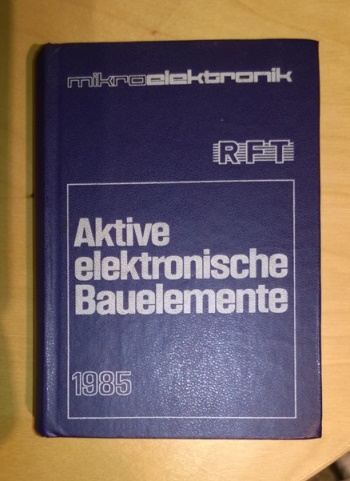 mikroelektronik
RFT
Aktive
elektronische
Bauelemente
1985